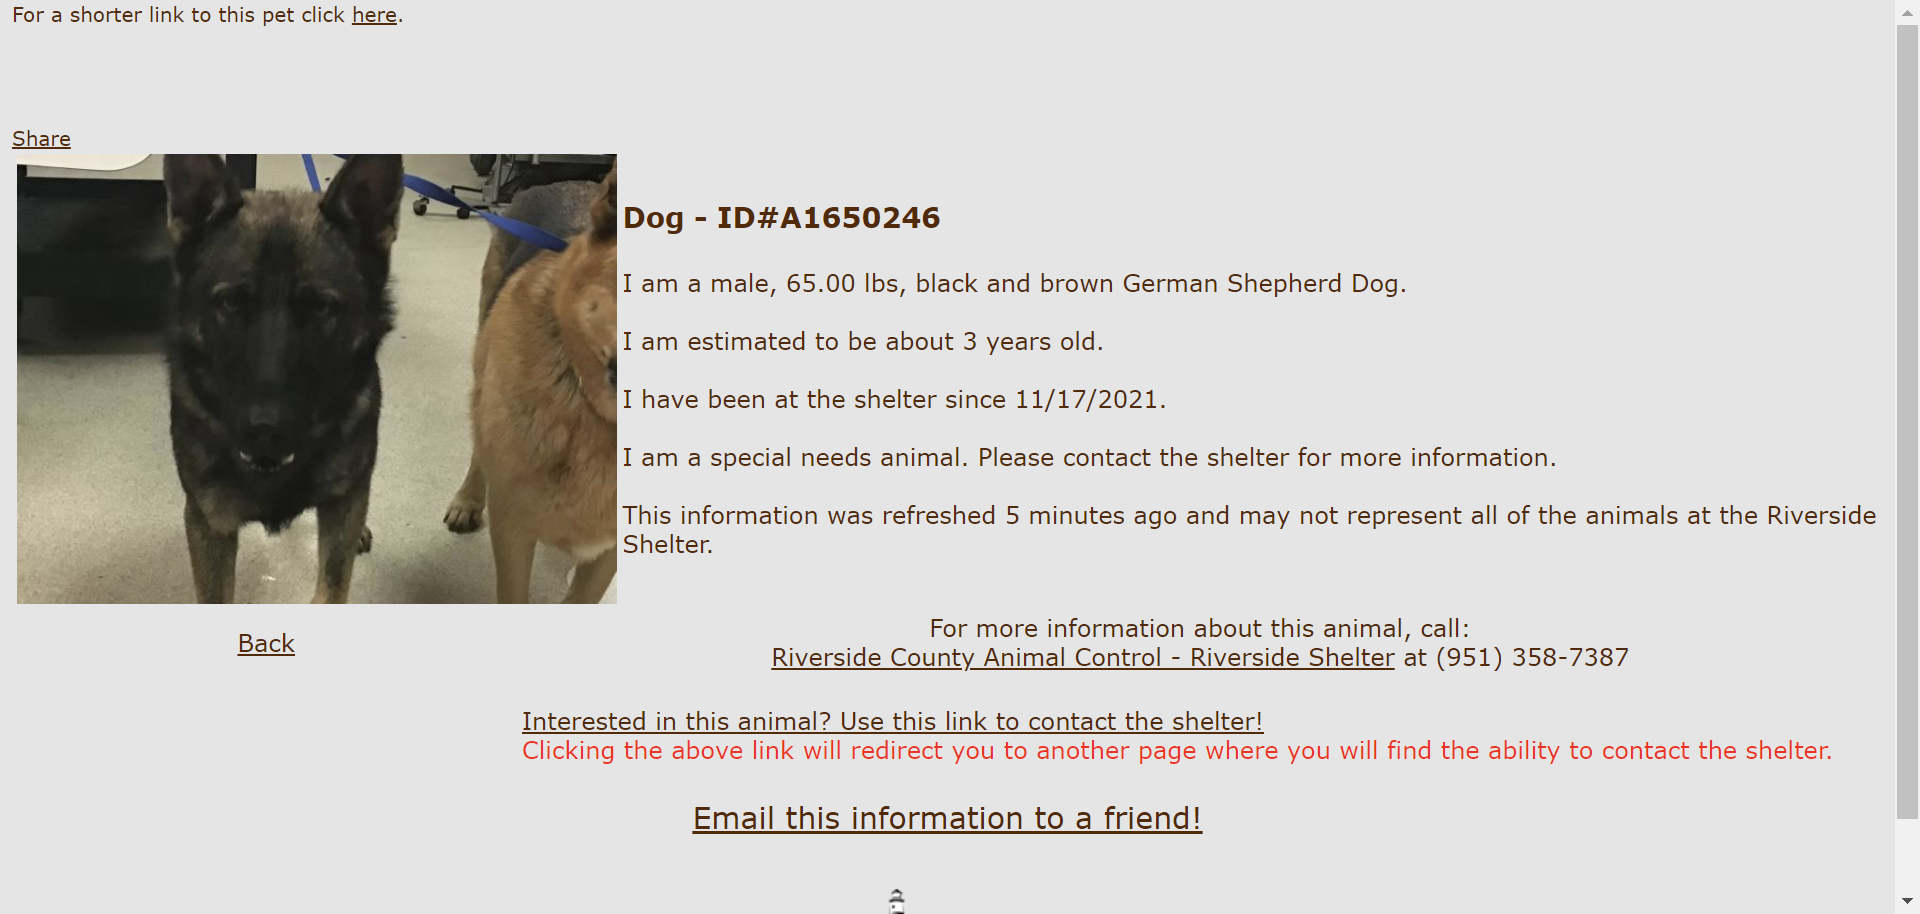 For a shorter link to this pet click here.
Share
Dog - ID#A1650246
I am a male, 65.00 lbs, black and brown German Shepherd Dog.
I am estimated to be about 3 years old.
I have been at the shelter since 11/17/2021.
I am a special needs animal. Please contact the shelter for more information.
This information was refreshed 5 minutes ago and may not represent all of the animals at the Riverside
Shelter.
Back
For more information about this animal, call:
Riverside County Animal Control - Riverside Shelter at (951) 358-7387
Interested in this animal? Use this link to contact the shelter!
Clicking the above link will redirect you to another page where you will find the ability to contact the shelter.
Email this information to a friend!